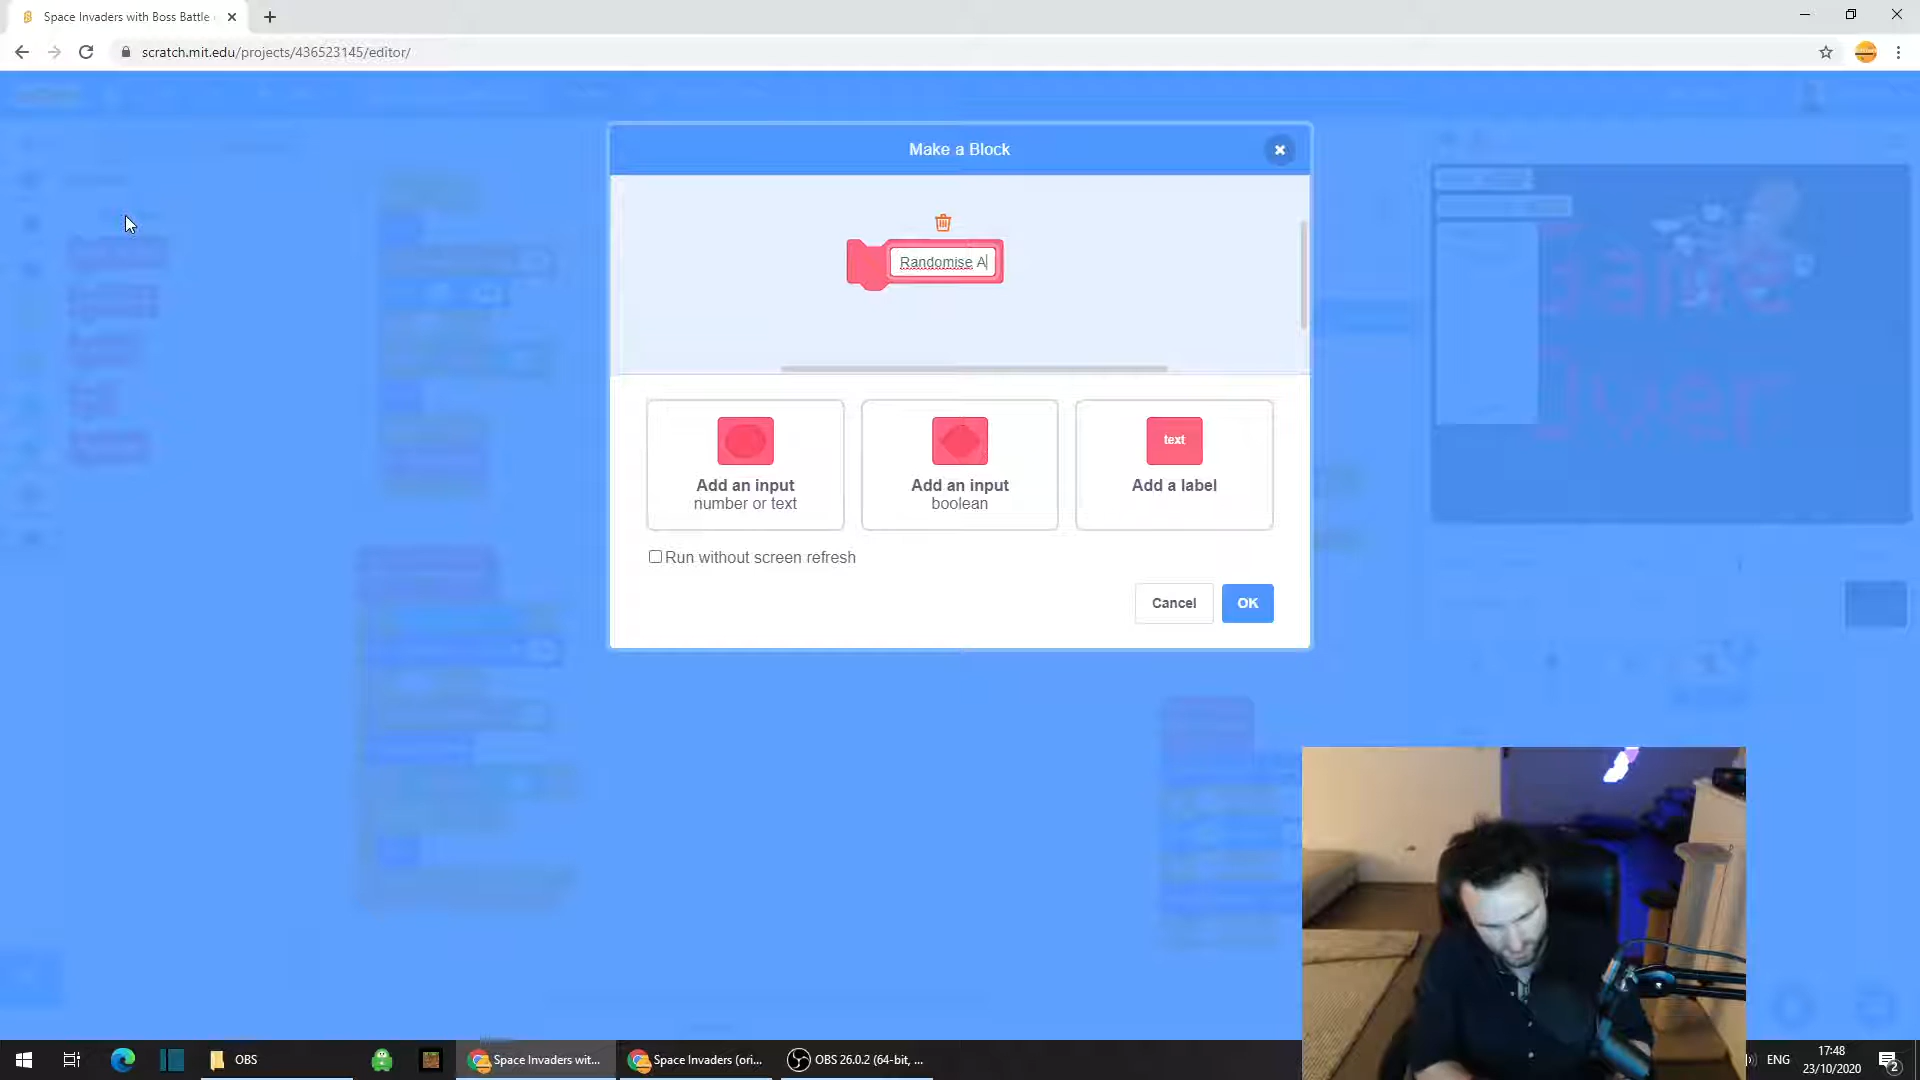 Space Invaders with Boss Battle
scratch.mit.edu/projects/436523145/editor/
Make a Block
Randomise A
text
Add an input
number or text
Add an input
boolean
Add a label
Run without screen refresh
Cancel
OK
OBS
Space Invaders wit...
Space Invaders (ori...
OBS 26.0.2 (64-bit, ...
ENG
17:48
23/10/2020
2